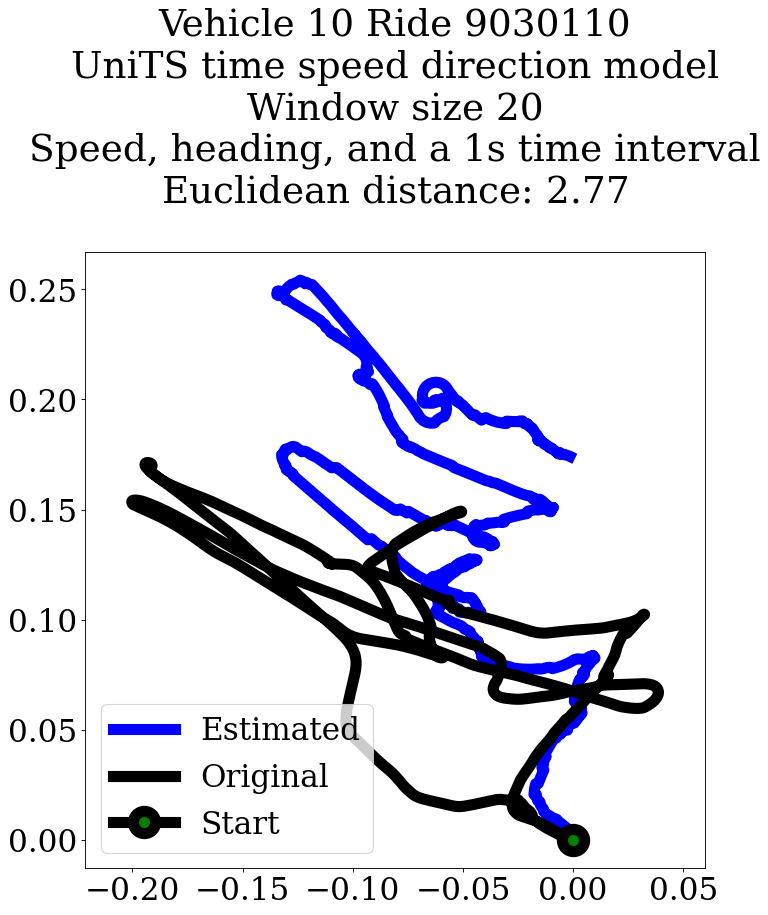 Vehicle 10 Ride 9030110
UniTS time speed direction model
Window size 20
Speed, heading, and a 1s time interval
Euclidean distance: 2.77
0.25
0.20
0.15
0.10
0.05
0.00
Estimated
Original
Start
−0.20 −0.15 −0.10 −0.05 0.00 0.05